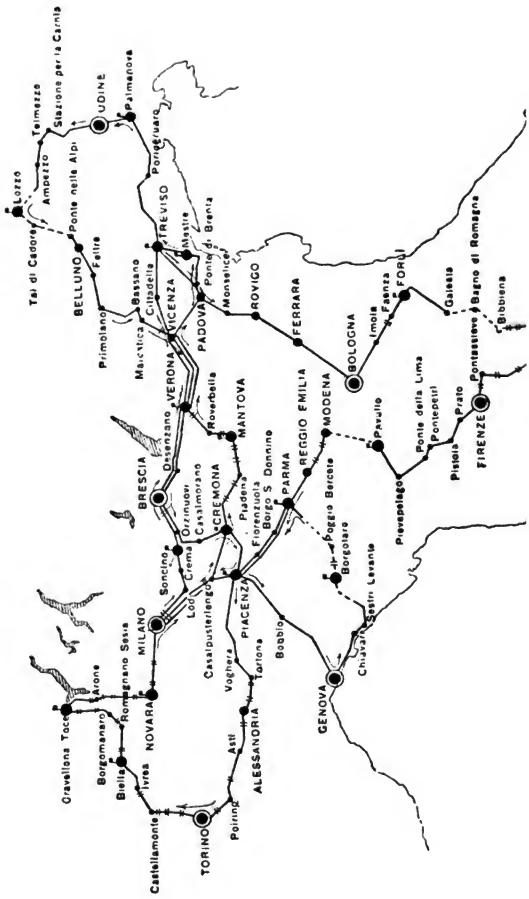 Lozzo
Tai di Cadore
Ampezzo
Tolmezzo
Stazione per la Carnia
UDINE
Palmanova
Ponte nelle Alpi
BELLUNO
Feltre
Primolano
Bassano
Marostica
Cittadella
VICENZA
TREVISO
Portogruaro
Mestre
Ponte di Brenta
PADOVA
Monselice
ROVIGO
FERRARA
BOLOGNA
Imola
Faenza
FORLÌ
Galeata
Bagno di Romagna
Bibbiena
VERONA
Desenzano
BRESCIA
Roverbella
MANTOVA
Orzinuovi
Casalmorano
CREMONA
Piadena
Soncino
Crema
Lodi
MILANO
Casalpusterlengo
PIACENZA
Fiorenzuola
Borgo S. Donnino
PARMA
REGGIO EMILIA
MODENA
Pavullo
Pievepelago
Ponte della Lima
Pontepetri
Pistoia
Prato
FIRENZE
Pontassieve
Poggio Berceto
Borgotaro
Sestri Levante
Chiavari
GENOVA
Bobbio
Voghera
Tortona
ALESSANDRIA
Asti
Poirino
TORINO
Castellamonte
Ivrea
Biella
Borgomanaro
Romagnano Sesia
Arone
Gravellona Toce
NOVARA